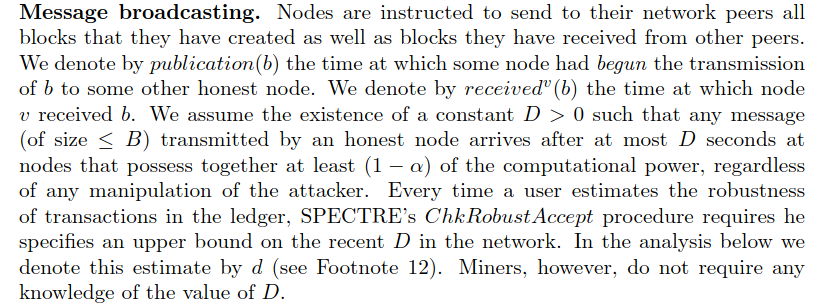 Message broadcasting. Nodes are instructed to send to their network peers all
blocks that they have created as well as blocks they have received from other peers.
We denote by publication(b) the time at which some node had begun the transmission
of b to some other honest node. We denote by receivedᵛ(b) the time at which node
v received b. We assume the existence of a constant D > 0 such that any message
(of size ≤ B) transmitted by an honest node arrives after at most D seconds at
nodes that possess together at least (1 − α) of the computational power, regardless
of any manipulation of the attacker. Every time a user estimates the robustness
of transactions in the ledger, SPECTRE's ChkRobustAccept procedure requires he
specifies an upper bound on the recent D in the network. In the analysis below we
denote this estimate by d (see Footnote 12). Miners, however, do not require any
knowledge of the value of D.